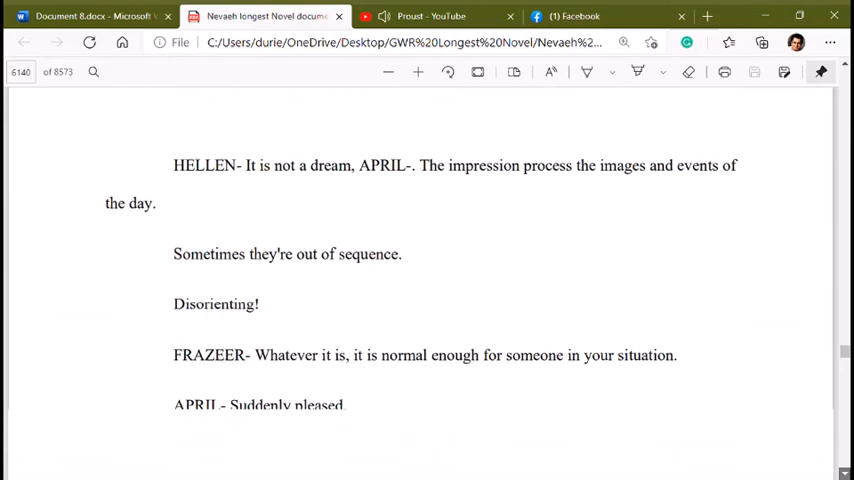 Document 8.docx - Microsoft W
Nevaeh longest Novel docume
Proust - YouTube
(1) Facebook
File
C:/Users/durie/OneDrive/Desktop/GWR%20Longest%20Novel/Nevaeh%2...
6140 of 8573
HELLEN- It is not a dream, APRIL-. The impression process the images and events of
the day.
Sometimes they're out of sequence.
Disorienting!
FRAZEER- Whatever it is, it is normal enough for someone in your situation.
APRIL- Suddenly pleased.